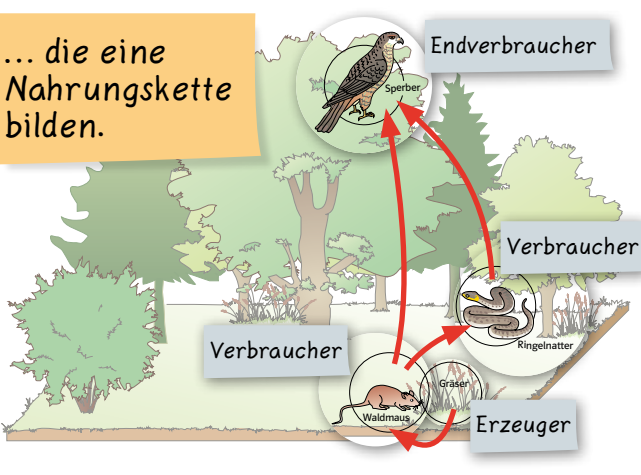 ... die eine
Nahrungskette
bilden.
Endverbraucher
Sperber
Verbraucher
Ringelnatter
Verbraucher
Gräser
Waldmaus
Erzeuger